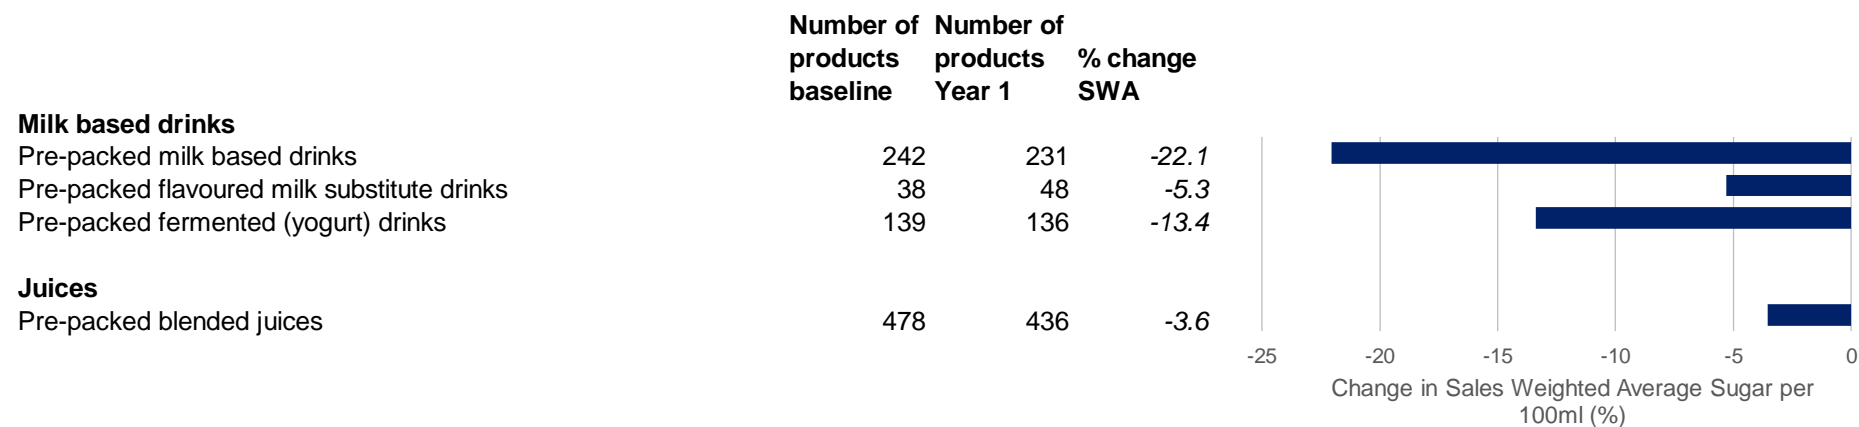 Number of Number of
products products % change
baseline Year 1 SWA
Milk based drinks
Pre-packed milk based drinks 242 231 -22.1
Pre-packed flavoured milk substitute drinks 38 48 -5.3
Pre-packed fermented (yogurt) drinks 139 136 -13.4
Juices
Pre-packed blended juices 478 436 -3.6
-25 -20 -15 -10 -5 0
Change in Sales Weighted Average Sugar per
100ml (%)